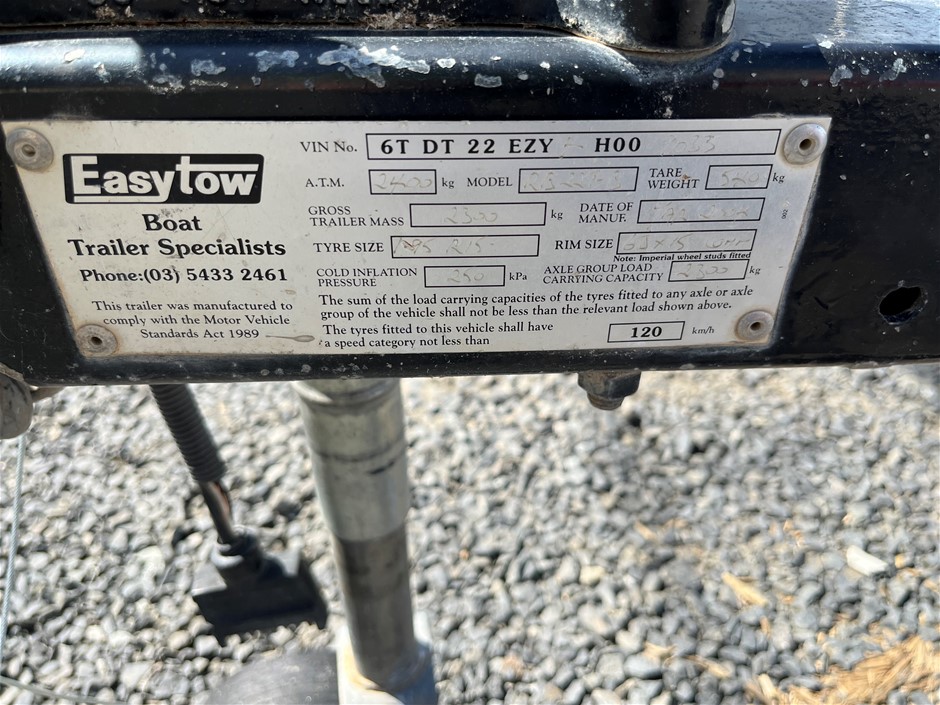 Easytow
Boat
Trailer Specialists
Phone:(03) 5433 2461
This trailer was manufactured to
comply with the Motor Vehicle
Standards Act 1989
VIN No. 6T DT 22 EZY H00
A.T.M. 2400 kg MODEL TARE WEIGHT 520 kg
GROSS TRAILER MASS 2300 kg DATE OF MANUF.
TYRE SIZE RIM SIZE
Note: Imperial wheel studs fitted
COLD INFLATION PRESSURE 250 kPa AXLE GROUP LOAD CARRYING CAPACITY 2300 kg
The sum of the load carrying capacities of the tyres fitted to any axle or axle
group of the vehicle shall not be less than the relevant load shown above.
The tyres fitted to this vehicle shall have
a speed category not less than 120 km/h